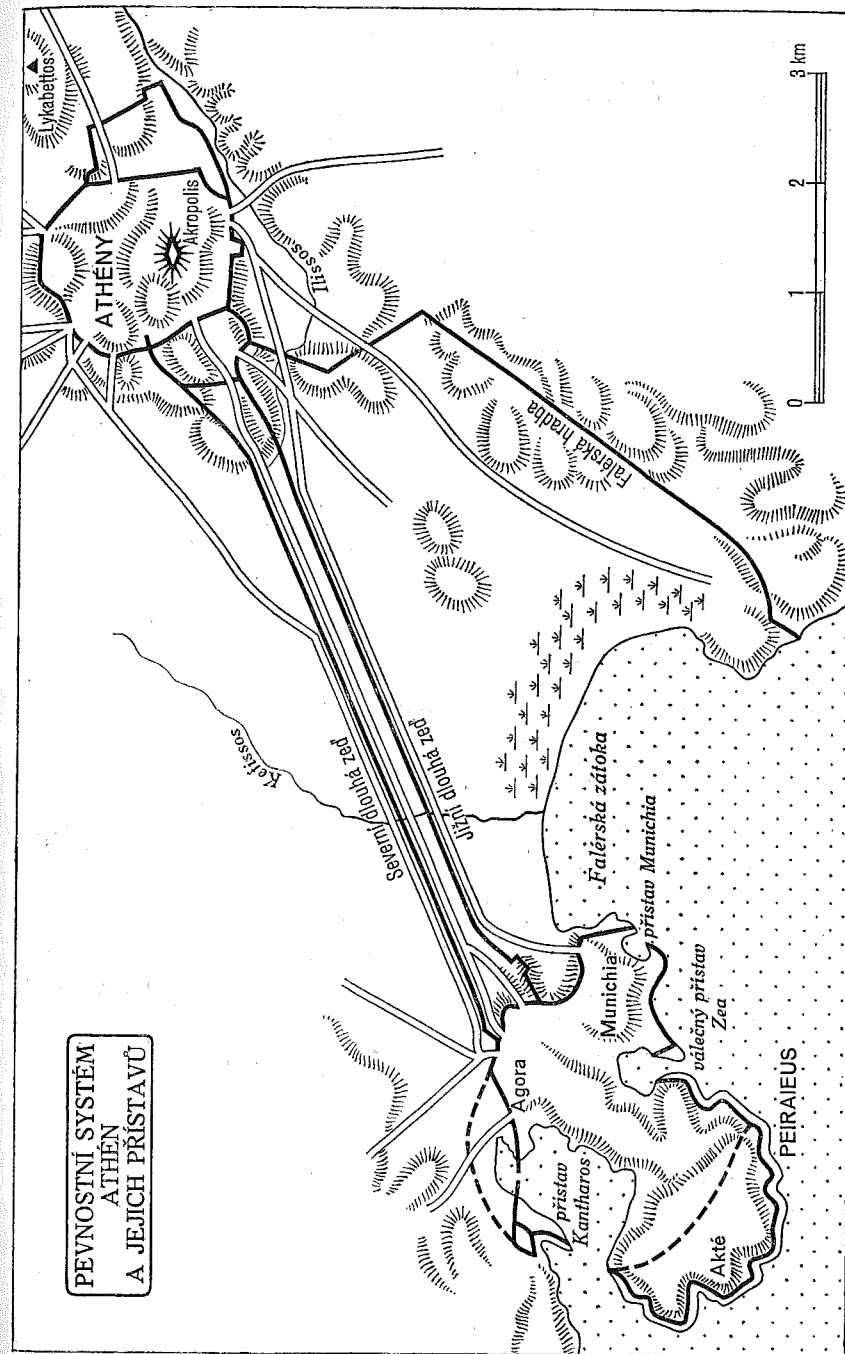 PEVNOSTNÍ SYSTÉM
ATHÉN
A JEJICH PŘÍSTAVŮ
Lykabettos
ATHÉNY
Akropolis
Ilissos
Kefissos
Severní dlouhá zeď
Jižní dlouhá zeď
Falérská hradba
Falérská zátoka
přístav Munichia
Munichia
válečný přístav
Zea
Agora
přístav
Kantharos
Akté
PEIRAIEUS
0 1 2 3 km